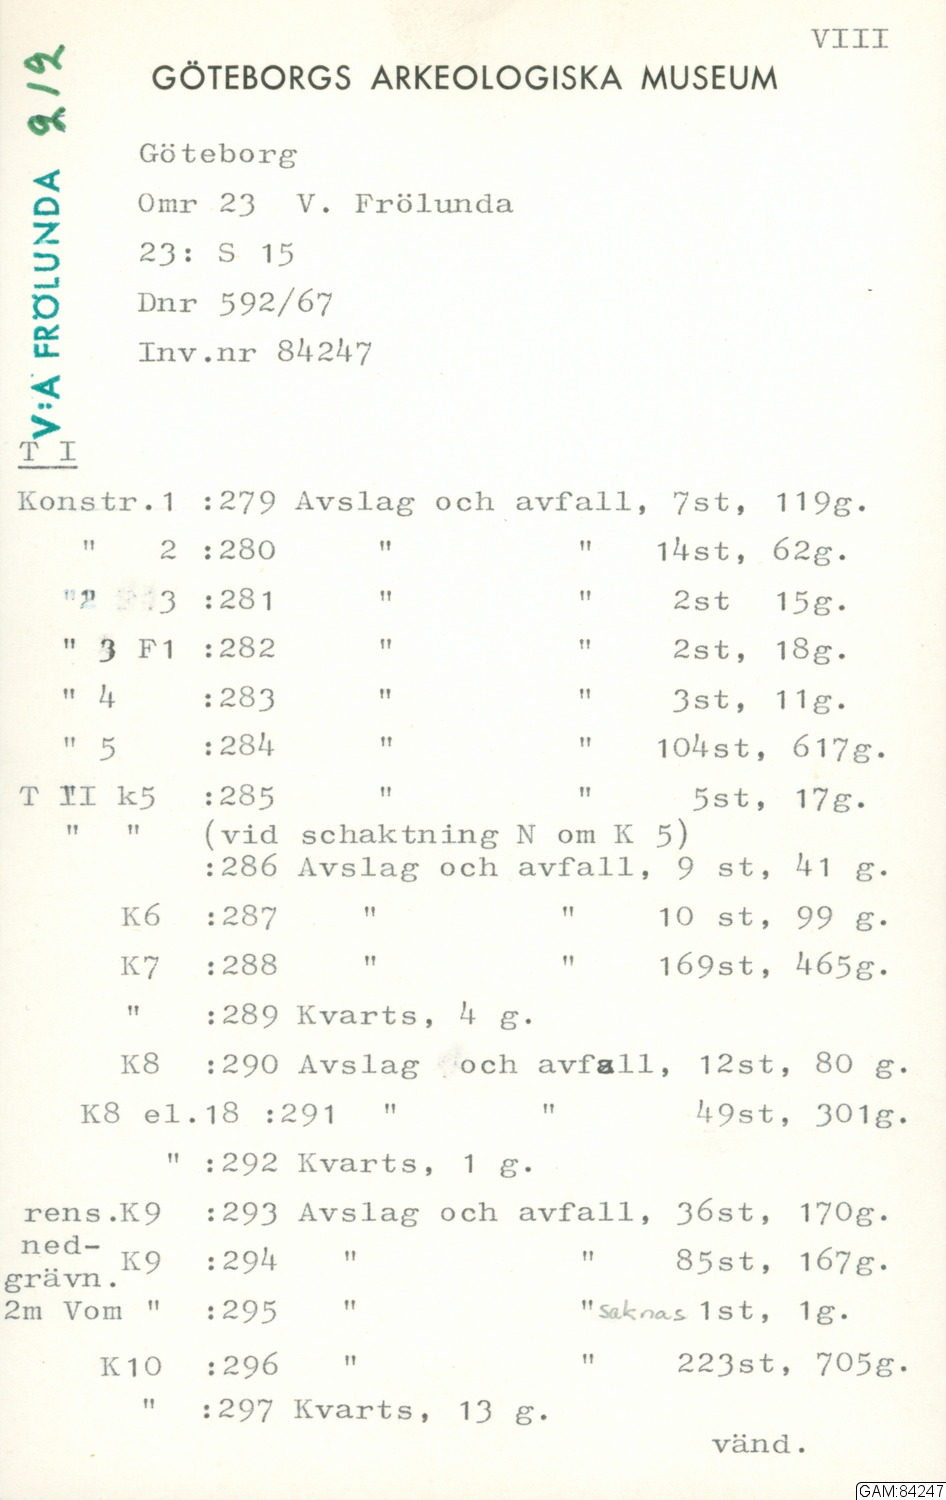 VIII
GÖTEBORGS ARKEOLOGISKA MUSEUM
V:A FRÖLUNDA 2/2
Göteborg
Omr 23 V. Frölunda
23: S 15
Dnr 592/67
Inv.nr 84247
T I
Konstr.1 :279 Avslag och avfall, 7st, 119g.
" 2 :280 " " 14st, 62g.
" 3 :281 " " 2st 15g.
" 3 F1 :282 " " 2st, 18g.
" 4 :283 " " 3st, 11g.
" 5 :284 " " 104st, 617g.
T II k5 :285 " " 5st, 17g.
" " (vid schaktning N om K 5)
:286 Avslag och avfall, 9 st, 41 g.
K6 :287 " " 10 st, 99 g.
K7 :288 " " 169st, 465g.
" :289 Kvarts, 4 g.
K8 :290 Avslag och avfall, 12st, 80 g.
K8 el.18 :291 " " 49st, 301g.
" :292 Kvarts, 1 g.
rens.K9 :293 Avslag och avfall, 36st, 170g.
ned-
grävn. K9 :294 " " 85st, 167g.
2m Vom " :295 " " saknas 1st, 1g.
K10 :296 " " 223st, 705g.
" :297 Kvarts, 13 g.
vänd.
GAM:84247